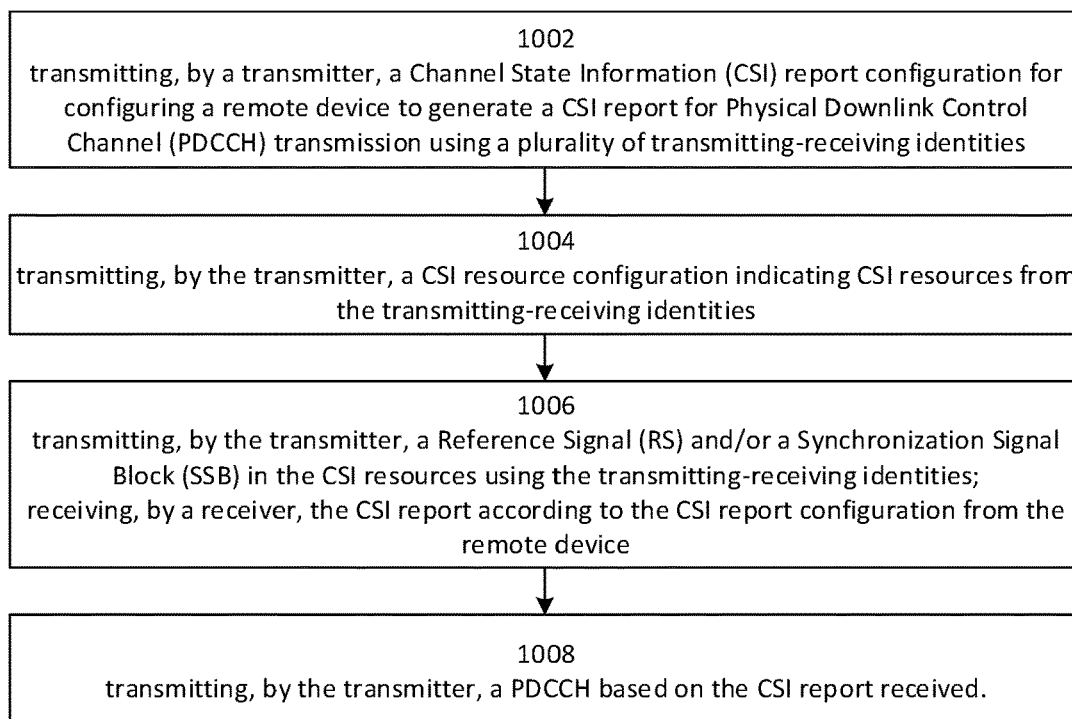 1002
transmitting, by a transmitter, a Channel State Information (CSI) report configuration for
configuring a remote device to generate a CSI report for Physical Downlink Control
Channel (PDCCH) transmission using a plurality of transmitting-receiving identities
1004
transmitting, by the transmitter, a CSI resource configuration indicating CSI resources from
the transmitting-receiving identities
1006
transmitting, by the transmitter, a Reference Signal (RS) and/or a Synchronization Signal
Block (SSB) in the CSI resources using the transmitting-receiving identities;
receiving, by a receiver, the CSI report according to the CSI report configuration from the
remote device
1008
transmitting, by the transmitter, a PDCCH based on the CSI report received.